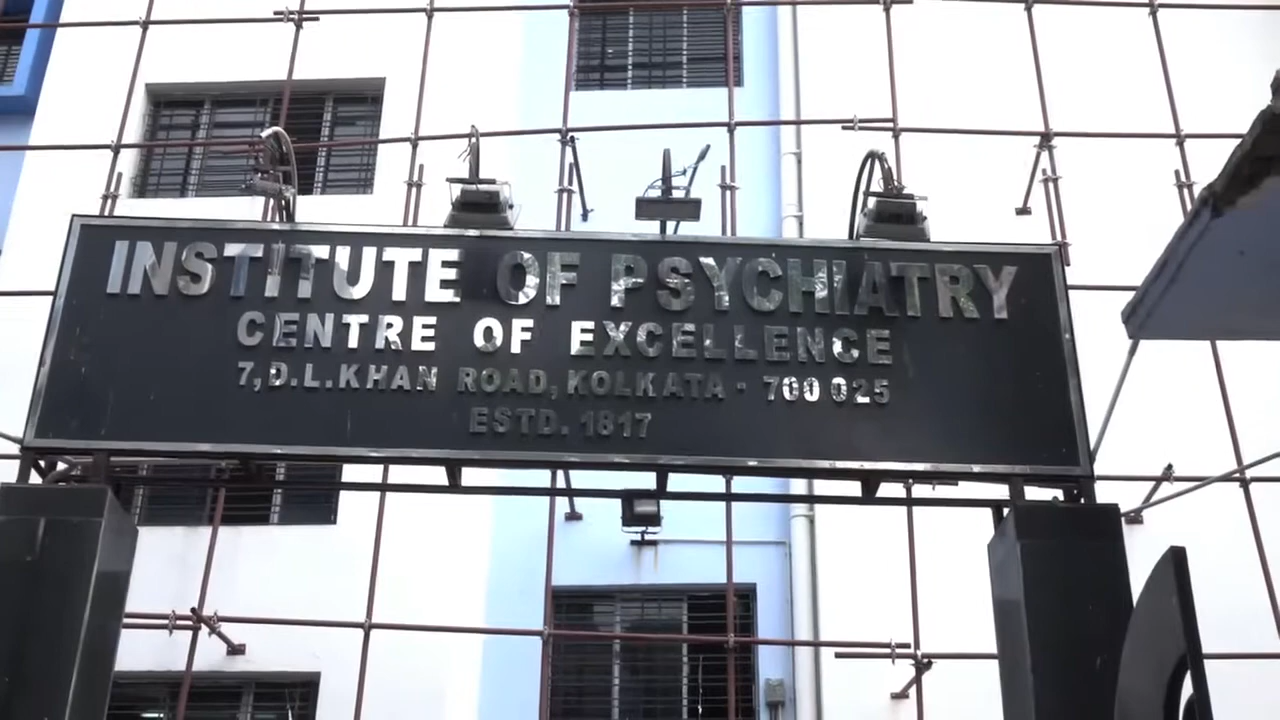 INSTITUTE OF PSYCHIATRY
CENTRE OF EXCELLENCE
7, D.L.KHAN ROAD, KOLKATA - 700 025
ESTD. 1817